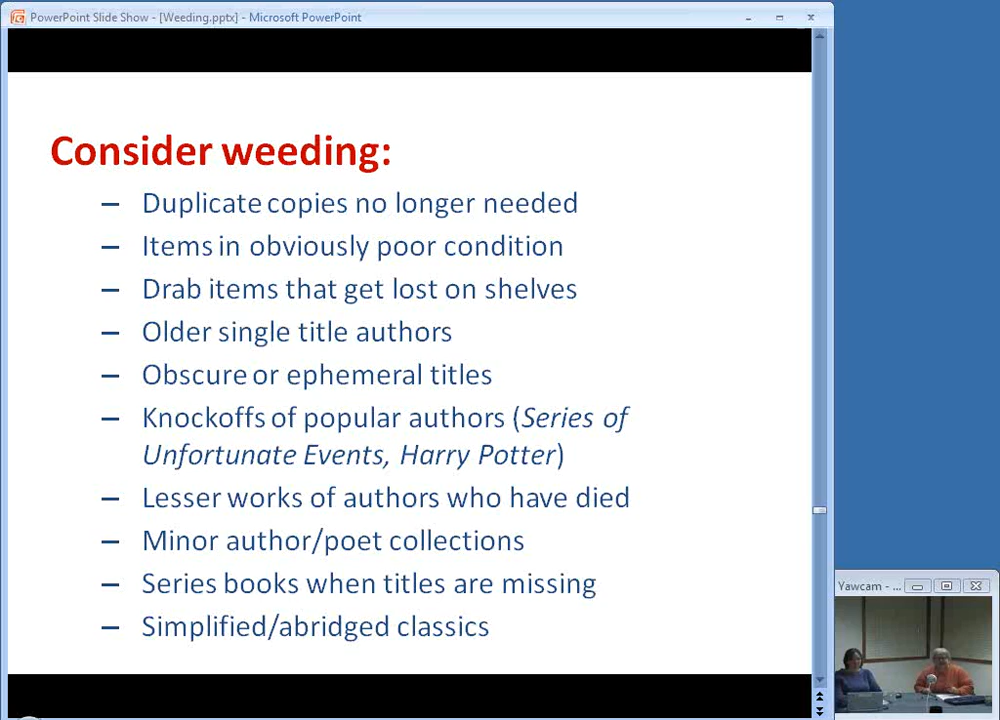 PowerPoint Slide Show - [Weeding.pptx] - Microsoft PowerPoint
Consider weeding:
– Duplicate copies no longer needed
– Items in obviously poor condition
– Drab items that get lost on shelves
– Older single title authors
– Obscure or ephemeral titles
– Knockoffs of popular authors (Series of
Unfortunate Events, Harry Potter)
– Lesser works of authors who have died
– Minor author/poet collections
– Series books when titles are missing
– Simplified/abridged classics
Yawcam - ...